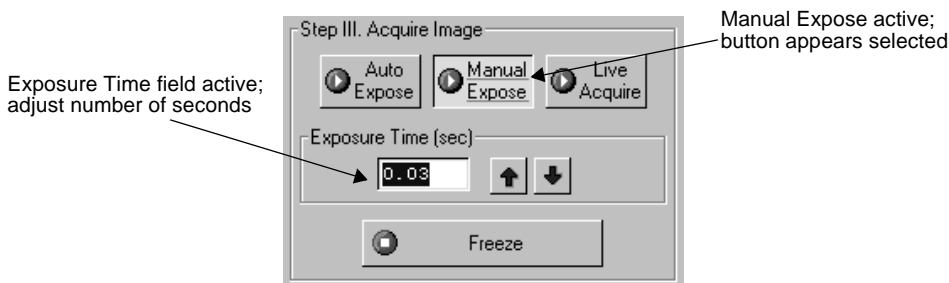 Step III. Acquire Image
Manual Expose active;
button appears selected
Auto
Expose
Manual
Expose
Live
Acquire
Exposure Time field active;
adjust number of seconds
Exposure Time (sec)
0.03
Freeze